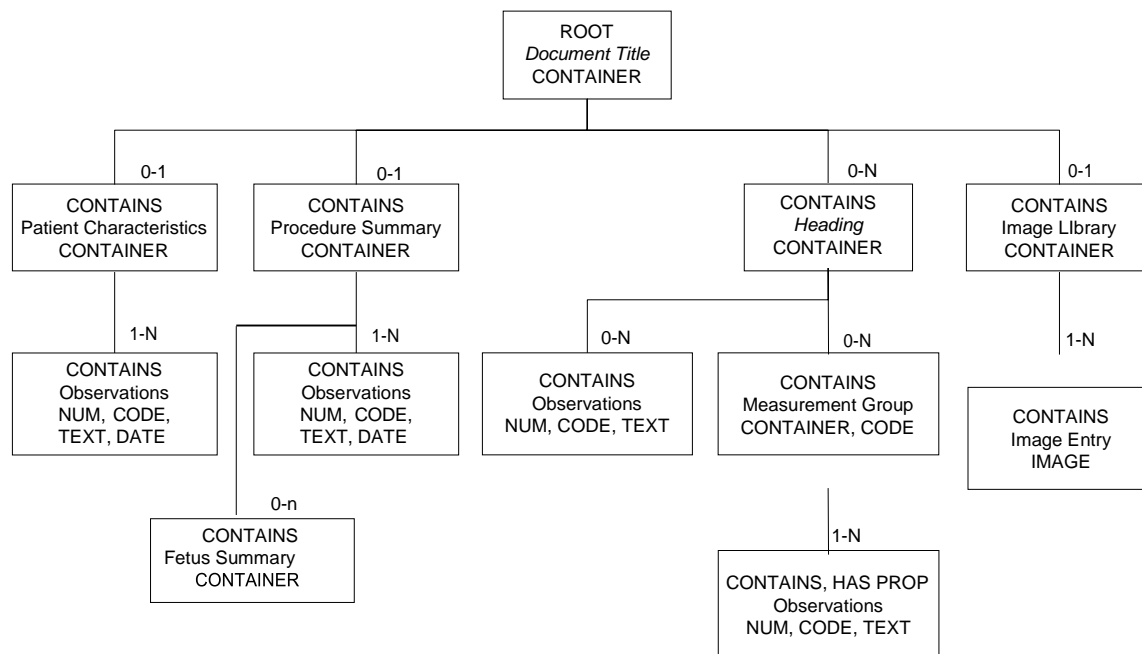 ROOT
Document Title
CONTAINER
0-1
CONTAINS
Patient Characteristics
CONTAINER
0-1
CONTAINS
Procedure Summary
CONTAINER
0-N
CONTAINS
Heading
CONTAINER
0-1
CONTAINS
Image LIbrary
CONTAINER
1-N
CONTAINS
Observations
NUM, CODE,
TEXT, DATE
1-N
CONTAINS
Observations
NUM, CODE,
TEXT, DATE
0-N
CONTAINS
Observations
NUM, CODE, TEXT
0-N
CONTAINS
Measurement Group
CONTAINER, CODE
1-N
CONTAINS
Image Entry
IMAGE
0-n
CONTAINS
Fetus Summary
CONTAINER
1-N
CONTAINS, HAS PROP
Observations
NUM, CODE, TEXT